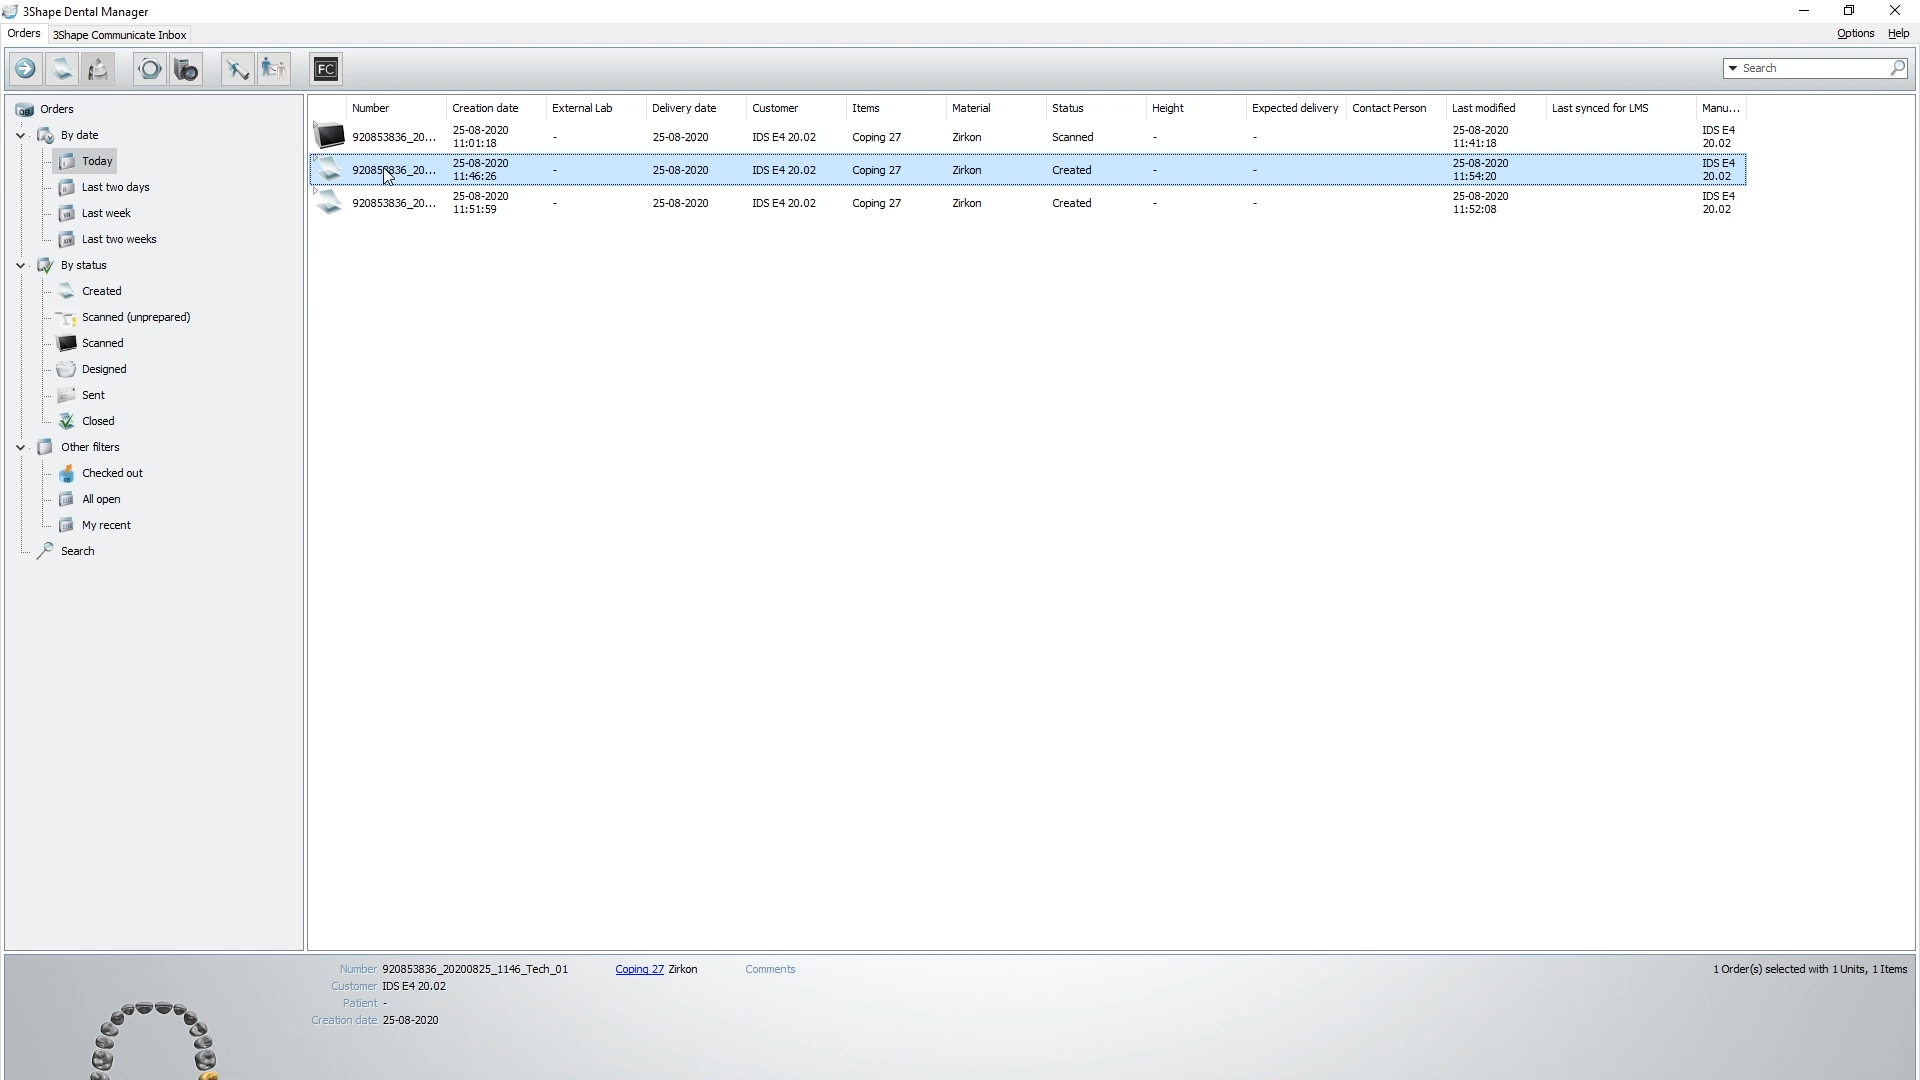 3Shape Dental Manager
Orders 3Shape Communicate Inbox Options Help
FC Search
Orders
By date
Today
Last two days
Last week
Last two weeks
By status
Created
Scanned (unprepared)
Scanned
Designed
Sent
Closed
Other filters
Checked out
All open
My recent
Search
Number Creation date External Lab Delivery date Customer Items Material Status Height Expected delivery Contact Person Last modified Last synced for LMS Manu...
920853836_20... 25-08-2020 11:01:18 - 25-08-2020 IDS E4 20.02 Coping 27 Zirkon Scanned - - 25-08-2020 11:41:18 IDS E4 20.02
920853836_20... 25-08-2020 11:46:26 - 25-08-2020 IDS E4 20.02 Coping 27 Zirkon Created - - 25-08-2020 11:54:20 IDS E4 20.02
920853836_20... 25-08-2020 11:51:59 - 25-08-2020 IDS E4 20.02 Coping 27 Zirkon Created - - 25-08-2020 11:52:08 IDS E4 20.02
Number 920853836_20200825_1146_Tech_01 Coping 27 Zirkon Comments 1 Order(s) selected with 1 Units, 1 Items
Customer IDS E4 20.02
Patient -
Creation date 25-08-2020